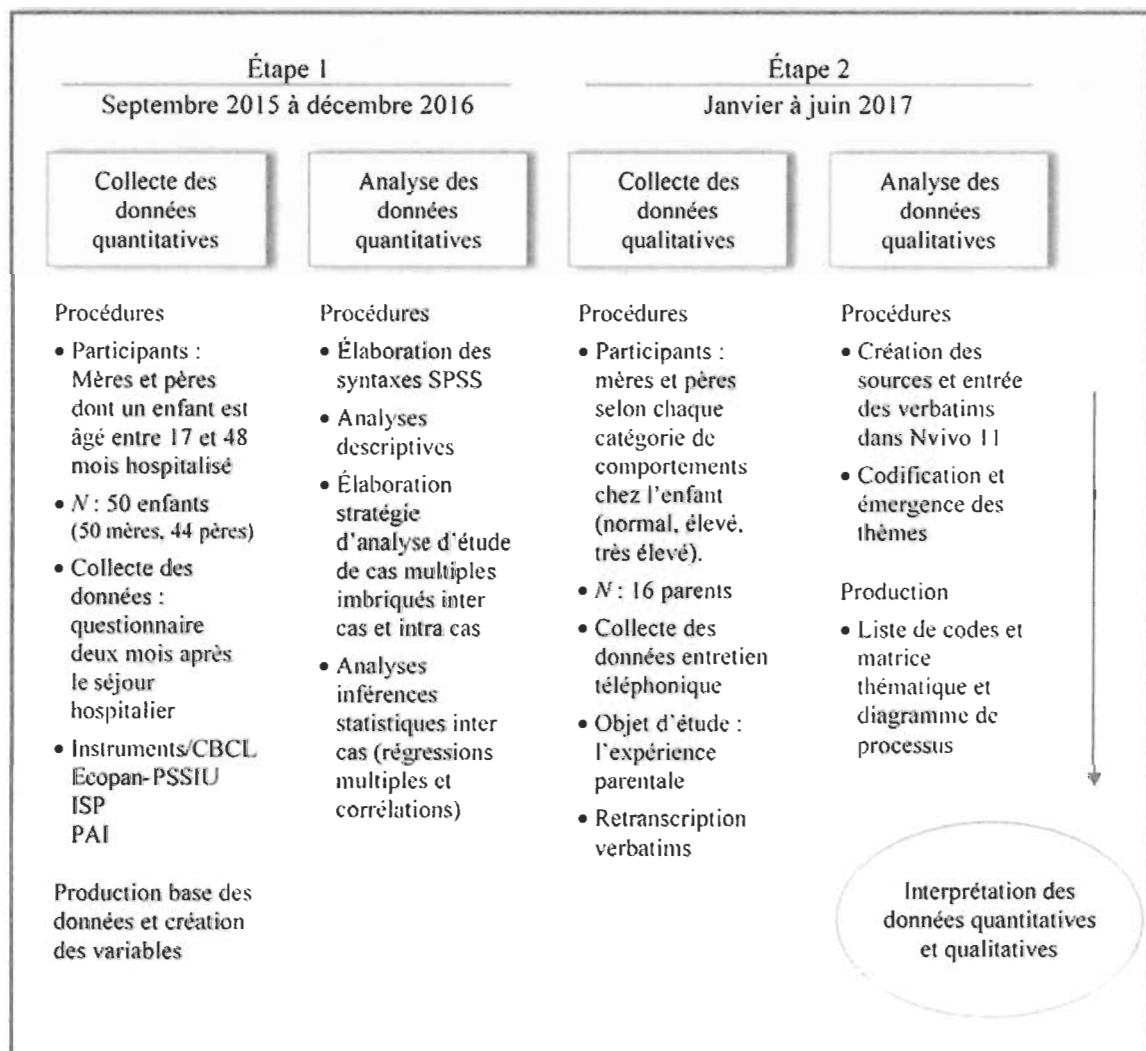 Étape 1
Septembre 2015 à décembre 2016
Étape 2
Janvier à juin 2017
Collecte des
données
quantitatives
Analyse des
données
quantitatives
Collecte des
données
qualitatives
Analyse des
données
qualitatives
Procédures
• Participants :
Mères et pères
dont un enfant est
âgé entre 17 et 48
mois hospitalisé
• N : 50 enfants
(50 mères, 44 pères)
• Collecte des
données :
questionnaire
deux mois après
le séjour
hospitalier
• Instruments/CBCL
Ecopan-PSSIU
ISP
PAI
Production base des
données et création
des variables
Procédures
• Élaboration des
syntaxes SPSS
• Analyses
descriptives
• Élaboration
stratégie
d'analyse d'étude
de cas multiples
imbriqués inter
cas et intra cas
• Analyses
inférences
statistiques inter
cas (régressions
multiples et
corrélations)
Procédures
• Participants :
mères et pères
selon chaque
catégorie de
comportements
chez l'enfant
(normal, élevé,
très élevé).
• N : 16 parents
• Collecte des
données entretien
téléphonique
• Objet d'étude :
l'expérience
parentale
• Retranscription
verbatims
Procédures
• Création des
sources et entrée
des verbatims
dans Nvivo 11
• Codification et
émergence des
thèmes
Production
• Liste de codes et
matrice
thématique et
diagramme de
processus
Interprétation des
données quantitatives
et qualitatives